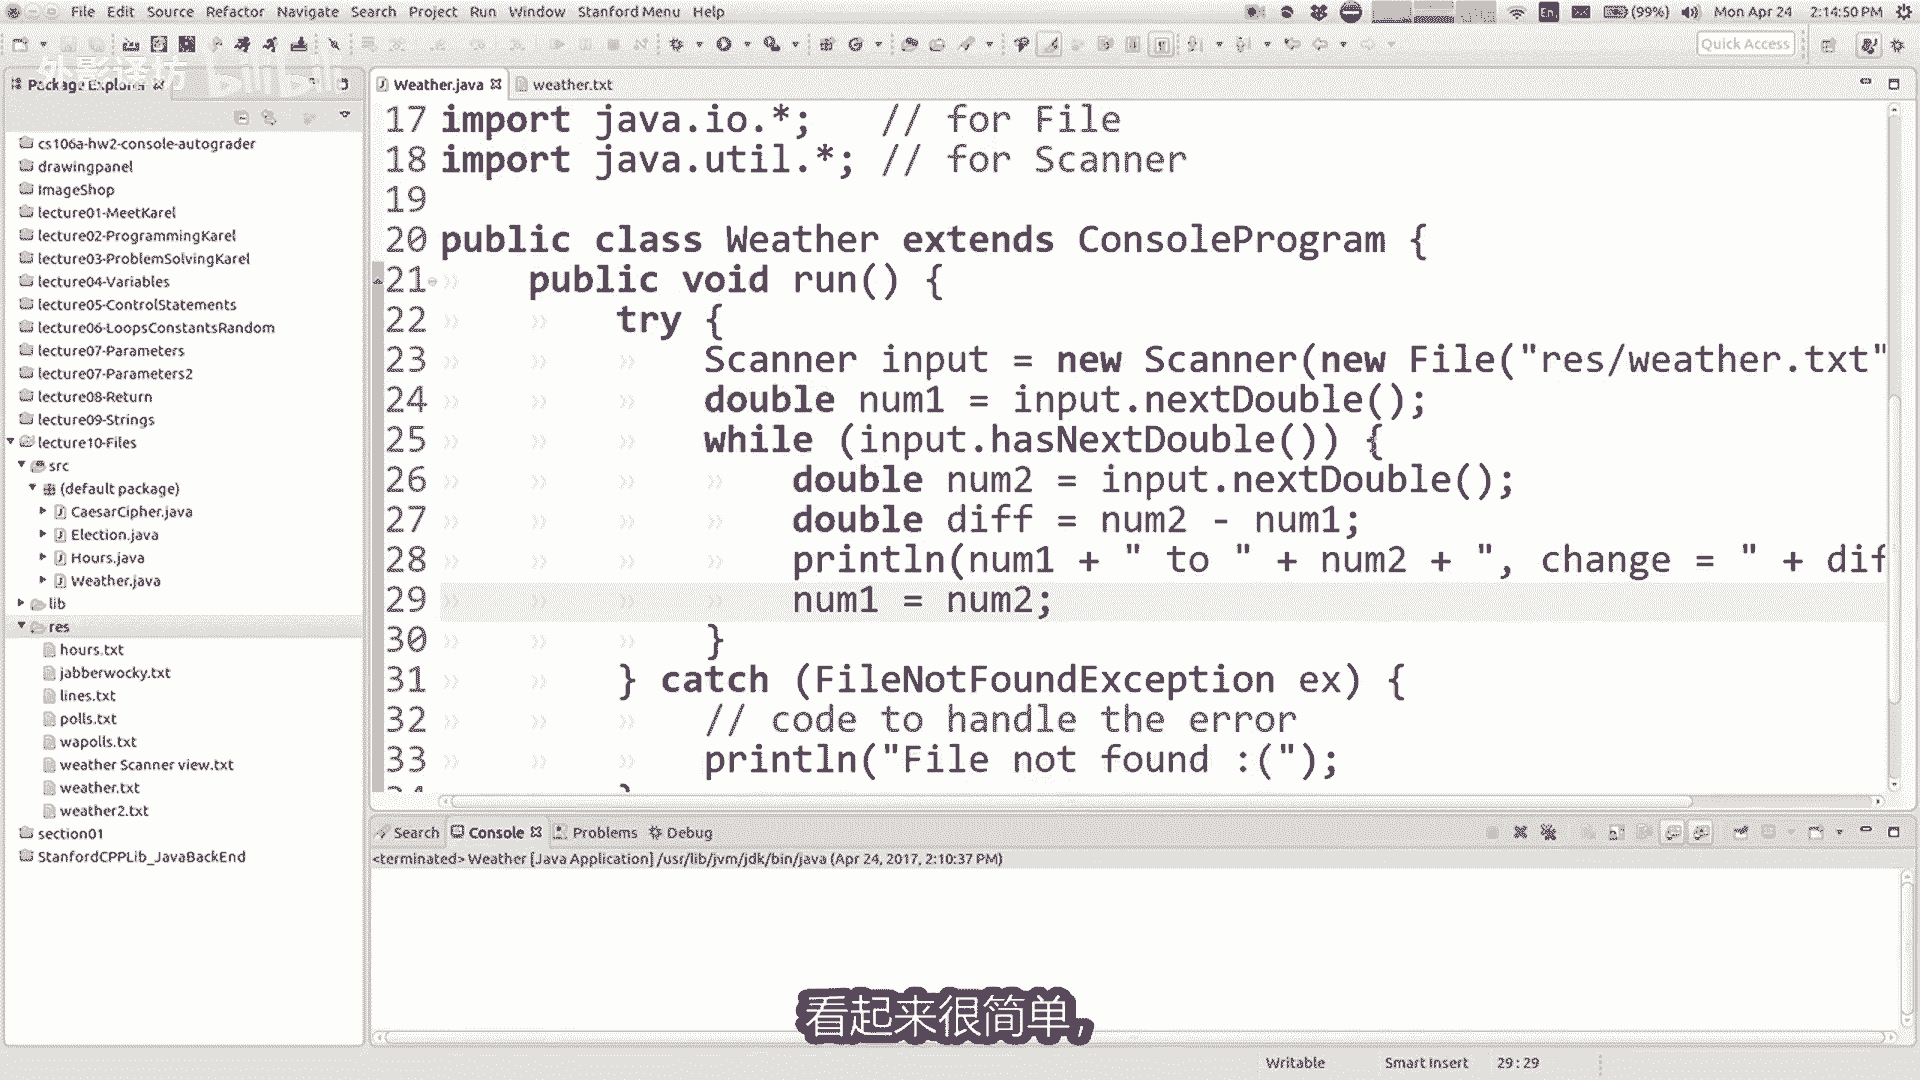 File Edit Source Refactor Navigate Search Project Run Window Stanford Menu Help
En
(99%)
Mon Apr 24 2:14:50 PM
Quick Access
外影译坊 bilibili
Package Explorer
Weather.java
weather.txt
cs106a-hw2-console-autograder
drawingpanel
ImageShop
lecture01-MeetKarel
lecture02-ProgrammingKarel
lecture03-ProblemSolvingKarel
lecture04-Variables
lecture05-ControlStatements
lecture06-LoopsConstantsRandom
lecture07-Parameters
lecture07-Parameters2
lecture08-Return
lecture09-Strings
lecture10-Files
src
(default package)
CaesarCipher.java
Election.java
Hours.java
Weather.java
lib
res
hours.txt
jabberwocky.txt
lines.txt
polls.txt
wapolls.txt
weather Scanner view.txt
weather.txt
weather2.txt
section01
StanfordCPPLib_JavaBackEnd
17 import java.io.*; // for File
18 import java.util.*; // for Scanner
19
20 public class Weather extends ConsoleProgram {
21 public void run() {
22 try {
23 Scanner input = new Scanner(new File("res/weather.txt"
24 double num1 = input.nextDouble();
25 while (input.hasNextDouble()) {
26 double num2 = input.nextDouble();
27 double diff = num2 - num1;
28 println(num1 + " to " + num2 + ", change = " + dif
29 num1 = num2;
30 }
31 } catch (FileNotFoundException ex) {
32 // code to handle the error
33 println("File not found :(");
Search Console Problems Debug
<terminated> Weather [Java Application] /usr/lib/jvm/jdk/bin/java (Apr 24, 2017, 2:10:37 PM)
看起来很简单,
Writable Smart Insert 29 : 29